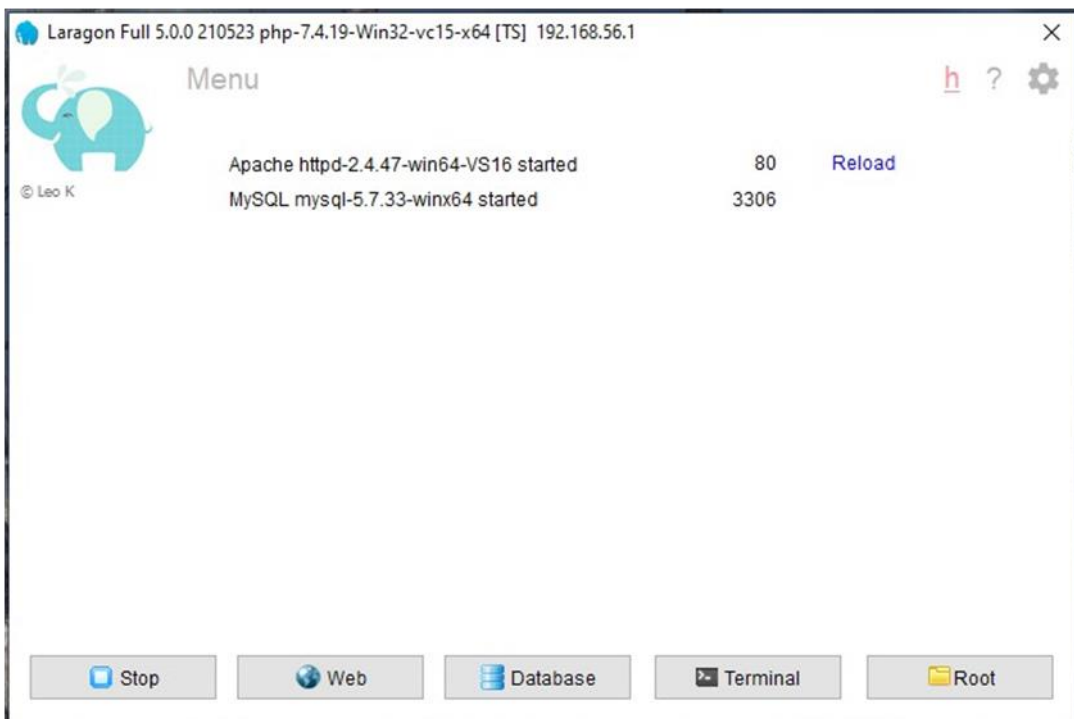 Laragon Full 5.0.0 210523 php-7.4.19-Win32-vc15-x64 [TS] 192.168.56.1
Menu
h ?
Apache httpd-2.4.47-win64-VS16 started 80 Reload
© Leo K
MySQL mysql-5.7.33-winx64 started 3306
Stop Web Database Terminal Root